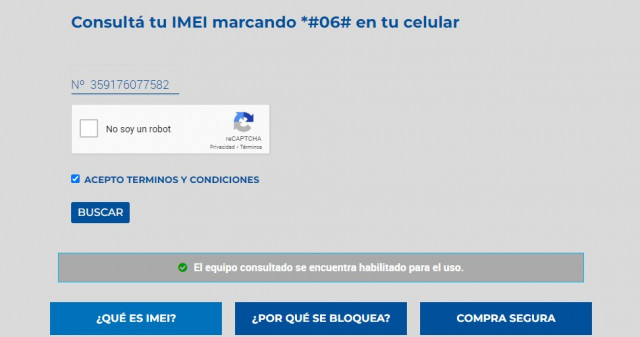 Consultá tu IMEI marcando *#06# en tu celular
Nº 359176077582
No soy un robot
reCAPTCHA
Privacidad - Términos
ACEPTO TERMINOS Y CONDICIONES
BUSCAR
El equipo consultado se encuentra habilitado para el uso.
¿QUÉ ES IMEI?
¿POR QUÉ SE BLOQUEA?
COMPRA SEGURA